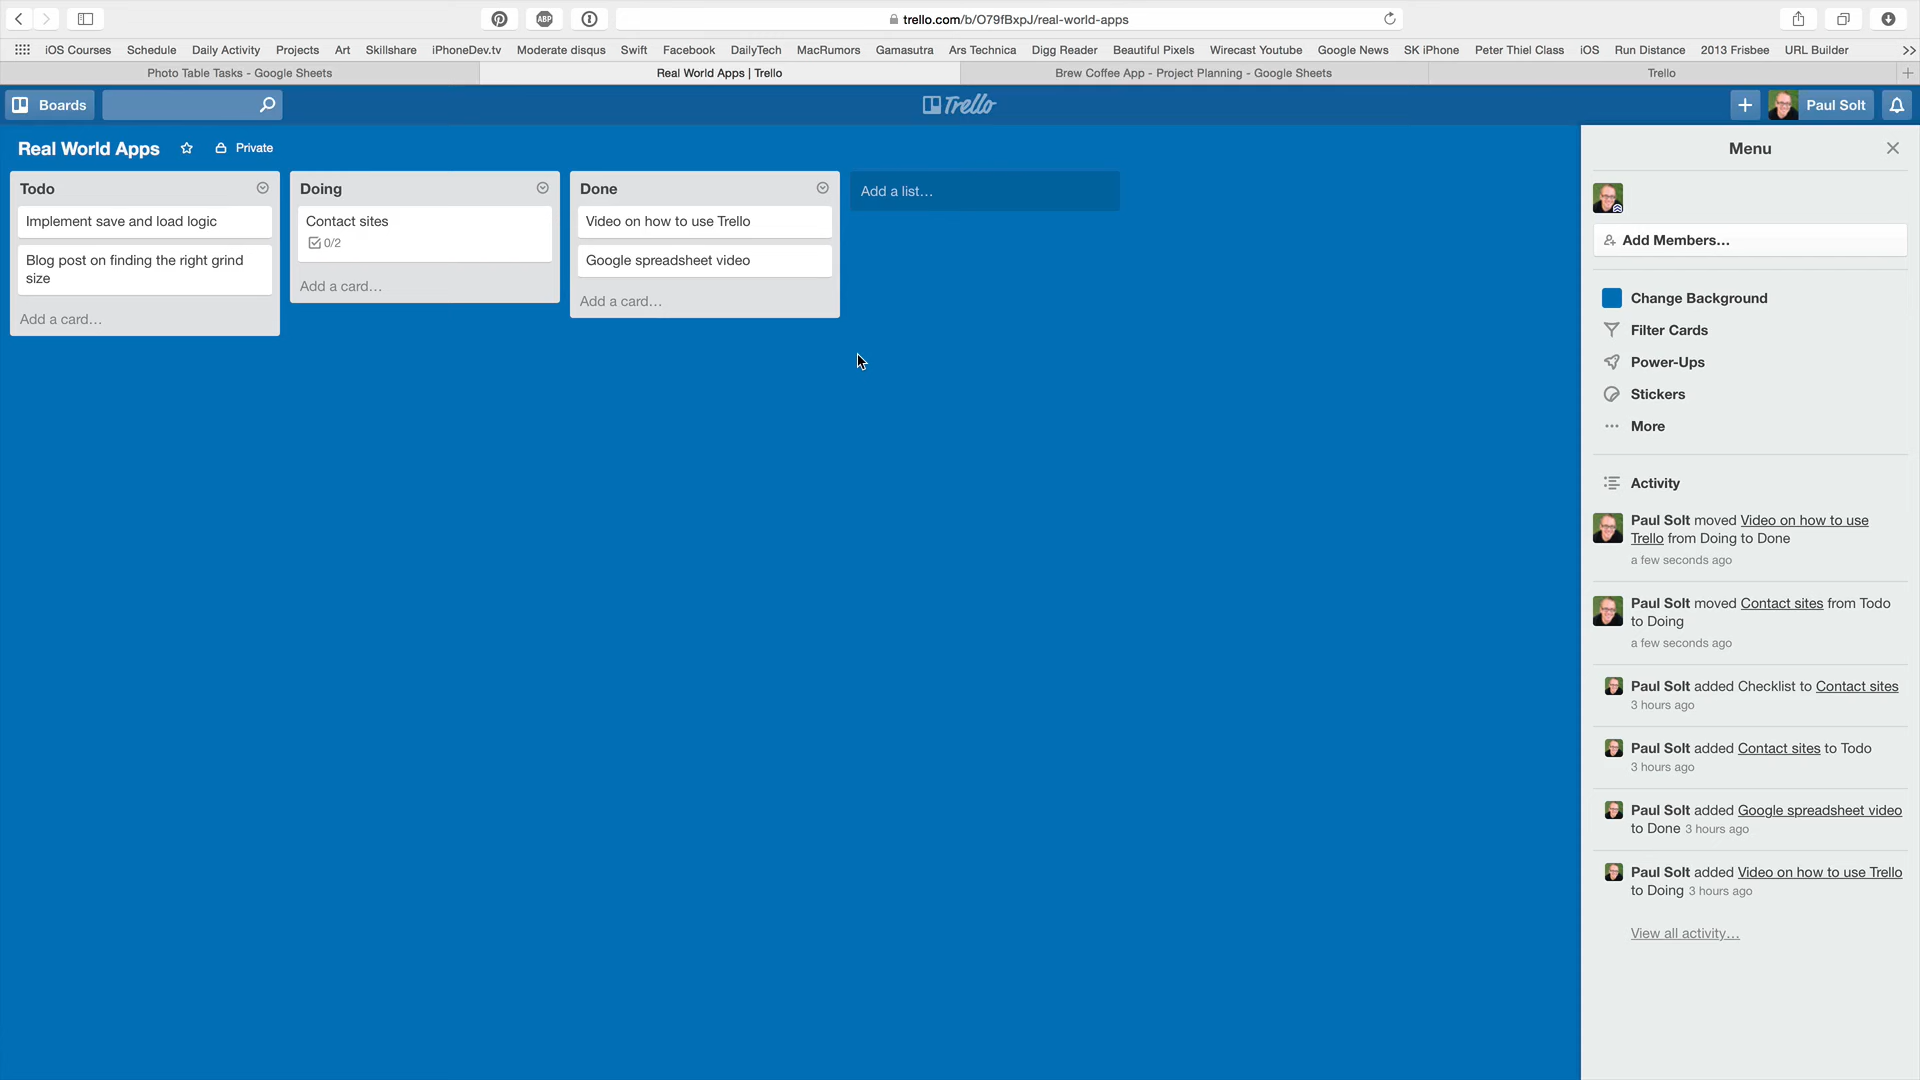 ABP
trello.com/b/O79fBxpJ/real-world-apps
iOS Courses Schedule Daily Activity Projects Art Skillshare iPhoneDev.tv Moderate disqus Swift Facebook DailyTech MacRumors Gamasutra Ars Technica Digg Reader Beautiful Pixels Wirecast Youtube Google News SK iPhone Peter Thiel Class iOS Run Distance 2013 Frisbee URL Builder
Photo Table Tasks - Google Sheets Real World Apps | Trello Brew Coffee App - Project Planning - Google Sheets Trello
Boards Trello Paul Solt
Real World Apps Private
Todo
Implement save and load logic
Blog post on finding the right grind
size
Add a card…
Doing
Contact sites
0/2
Add a card…
Done
Video on how to use Trello
Google spreadsheet video
Add a card…
Add a list…
Menu
Add Members…
Change Background
Filter Cards
Power-Ups
Stickers
More
Activity
Paul Solt moved Video on how to use
Trello from Doing to Done
a few seconds ago
Paul Solt moved Contact sites from Todo
to Doing
a few seconds ago
Paul Solt added Checklist to Contact sites
3 hours ago
Paul Solt added Contact sites to Todo
3 hours ago
Paul Solt added Google spreadsheet video
to Done 3 hours ago
Paul Solt added Video on how to use Trello
to Doing 3 hours ago
View all activity…